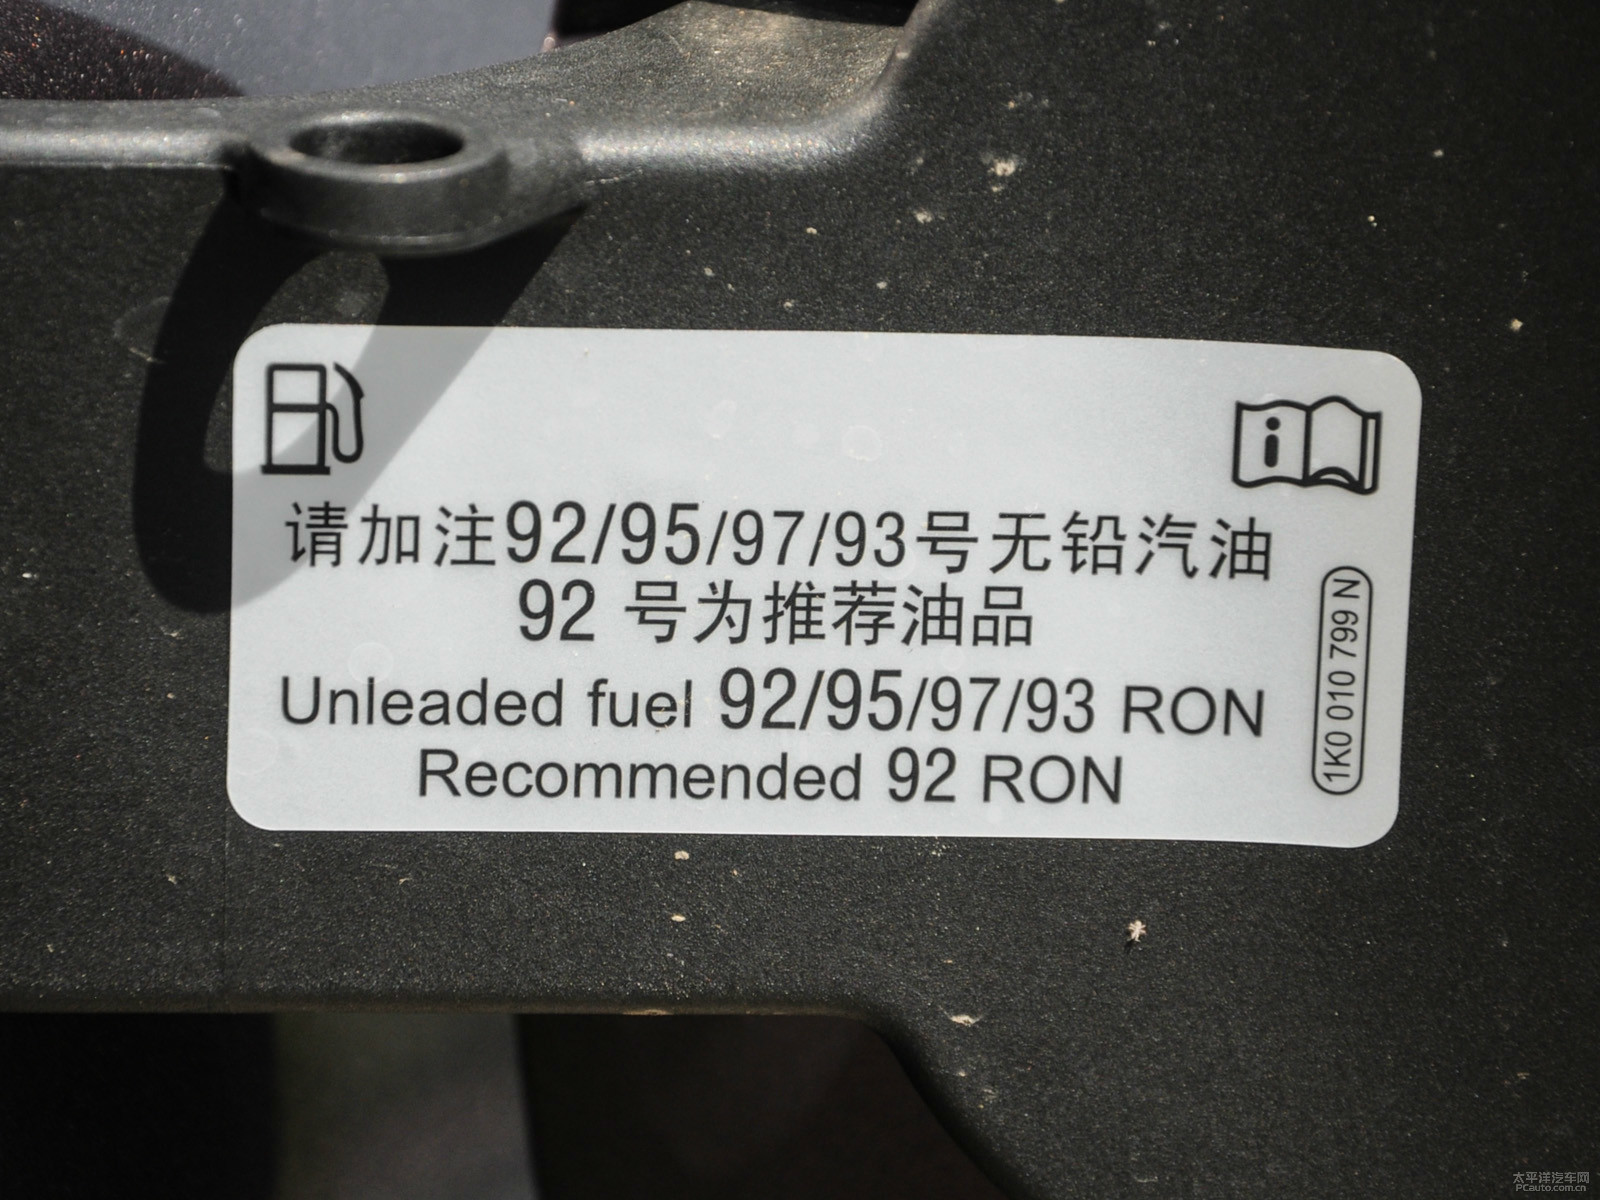 请加注92/95/97/93号无铅汽油
92 号为推荐油品
Unleaded fuel 92/95/97/93 RON
Recommended 92 RON
1K0 010 799 N
太平洋汽车网
PCauto.com.cn